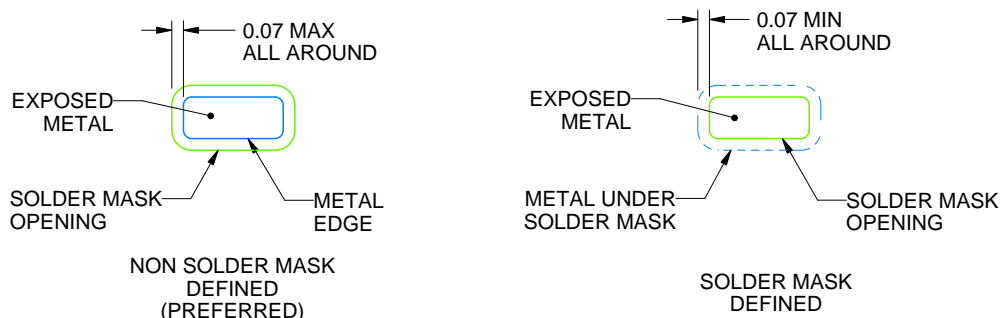 0.07 MAX
ALL AROUND
EXPOSED
METAL
SOLDER MASK
OPENING
METAL
EDGE
NON SOLDER MASK
DEFINED
(PREFERRED)
0.07 MIN
ALL AROUND
EXPOSED
METAL
METAL UNDER
SOLDER MASK
SOLDER MASK
OPENING
SOLDER MASK
DEFINED